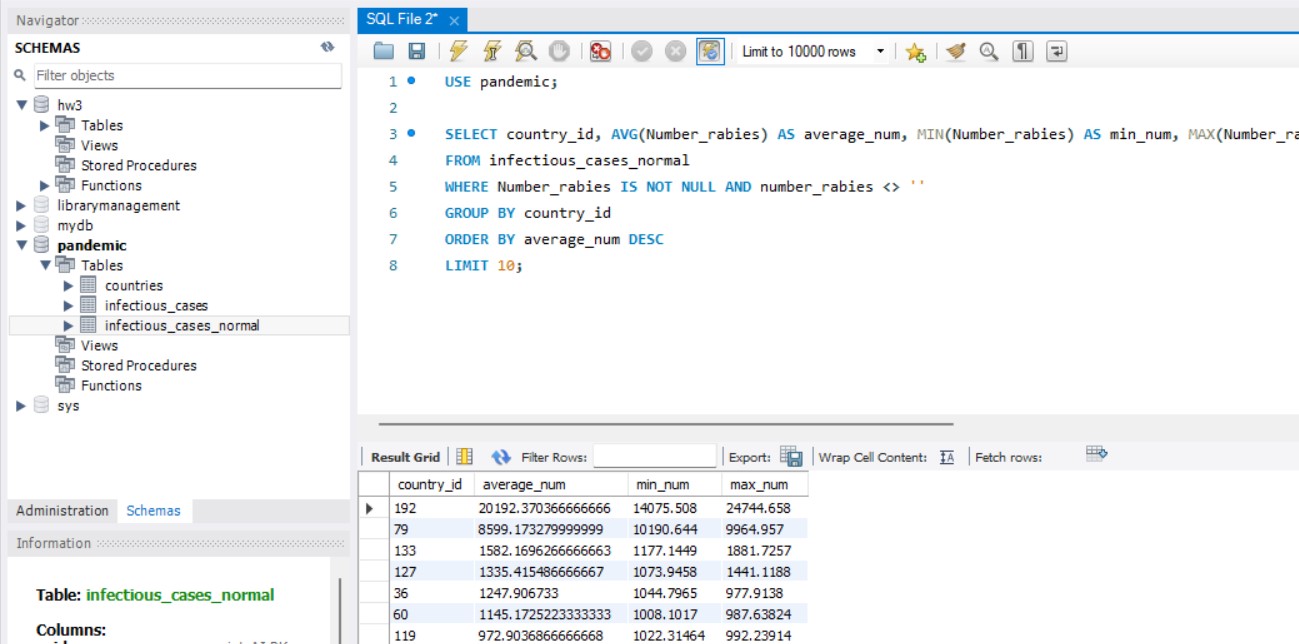 Navigator
SCHEMAS
Filter objects
hw3
Tables
Views
Stored Procedures
Functions
librarymanagement
mydb
pandemic
Tables
countries
infectious_cases
infectious_cases_normal
Views
Stored Procedures
Functions
sys
Administration Schemas
Information
Table: infectious_cases_normal
Columns:
SQL File 2*
Limit to 10000 rows
1 USE pandemic;
2
3 SELECT country_id, AVG(Number_rabies) AS average_num, MIN(Number_rabies) AS min_num, MAX(Number_ra
4 FROM infectious_cases_normal
5 WHERE Number_rabies IS NOT NULL AND number_rabies <> ''
6 GROUP BY country_id
7 ORDER BY average_num DESC
8 LIMIT 10;
Result Grid Filter Rows: Export: Wrap Cell Content: Fetch rows:
country_id average_num min_num max_num
192 20192.370366666666 14075.508 24744.658
79 8599.173279999999 10190.644 9964.957
133 1582.1696266666663 1177.1449 1881.7257
127 1335.415486666667 1073.9458 1441.1188
36 1247.906733 1044.7965 977.9138
60 1145.1725223333333 1008.1017 987.63824
119 972.9036866666668 1022.31464 992.23914